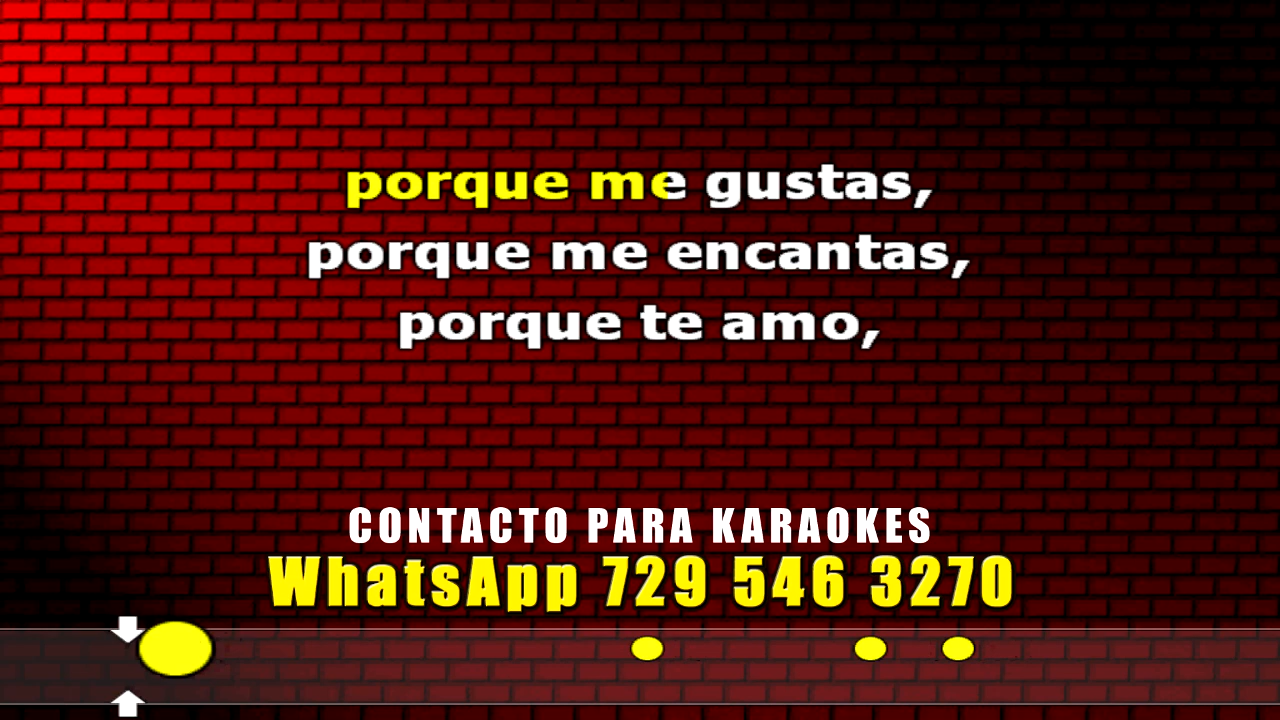 porque me gustas,
porque me encantas,
porque te amo,
CONTACTO PARA KARAOKES
WhatsApp 729 546 3270